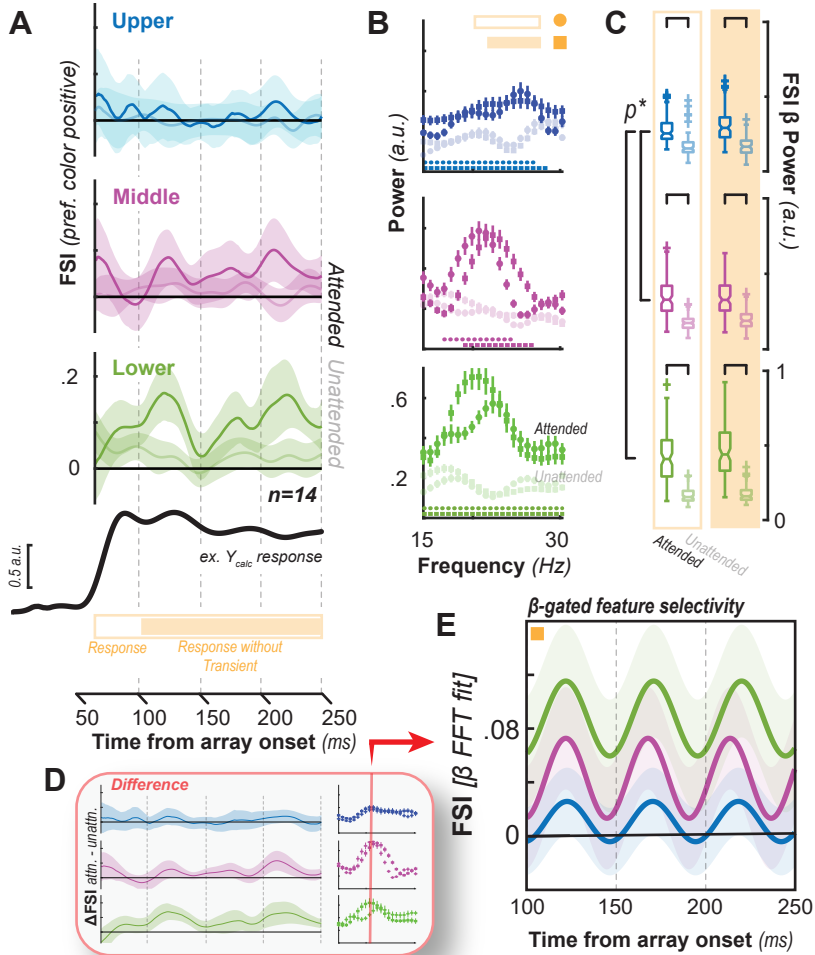 A
Upper
FSI (pref. color positive)
Middle
Lower
.2
0
Attended
Unattended
n=14
0.5 a.u.
ex. Ycalc response
Response
Response without
Transient
50
100
150
200
250
Time from array onset (ms)
B
Power (a.u.)
.6
.2
Attended
Unattended
15
30
Frequency (Hz)
C
p*
FSI β Power (a.u.)
1
0
Attended
Unattended
D
Difference
ΔFSI attn. - unattn.
E
β-gated feature selectivity
FSI [β FFT fit]
.08
0
100
150
200
250
Time from array onset (ms)